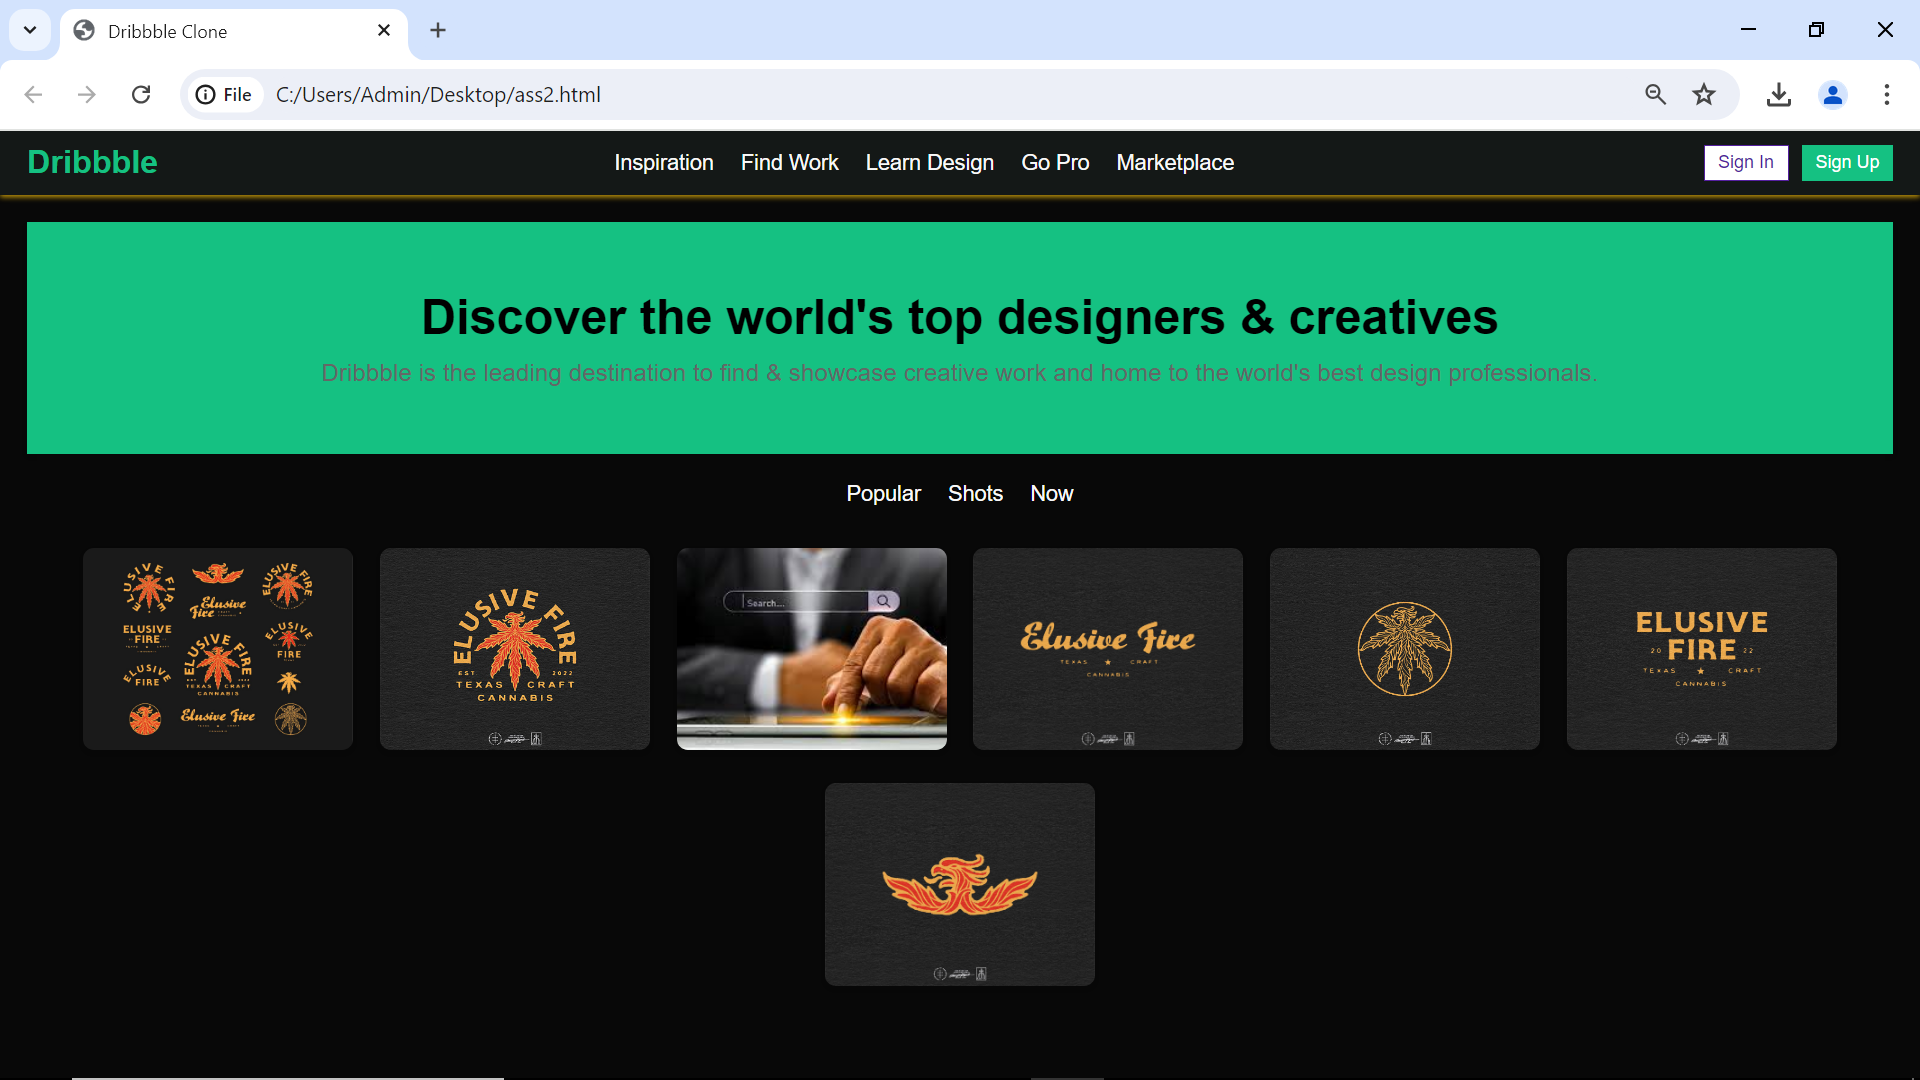 Dribbble Clone
File C:/Users/Admin/Desktop/ass2.html
Dribbble Inspiration Find Work Learn Design Go Pro Marketplace Sign In Sign Up
Discover the world's top designers & creatives
Dribbble is the leading destination to find & showcase creative work and home to the world's best design professionals.
Popular Shots Now
ELUSIVE FIRE
ELUSIVE FIRE
Elusive
Fire
ELUSIVE
FIRE
ELUSIVE FIRE
TEXAS CRAFT
CANNABIS
ELUSIVE
FIRE
ELUSIVE
FIRE
Elusive Fire
ELUSIVE FIRE
EST 2022
TEXAS CRAFT
CANNABIS
Search...
Elusive Fire
TEXAS ★ CRAFT
CANNABIS
ELUSIVE
20 FIRE 22
TEXAS ★ CRAFT
CANNABIS